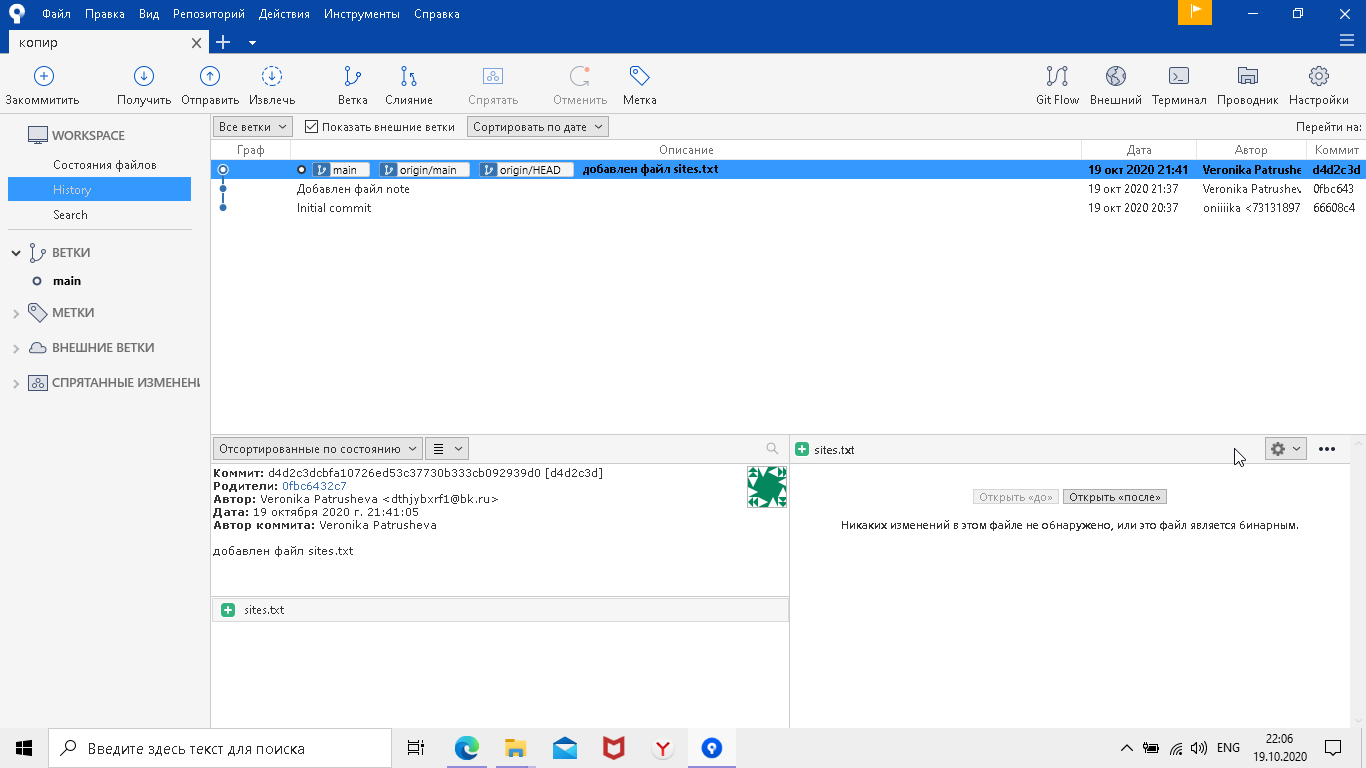 Файл Правка Вид Репозиторий Действия Инструменты Справка
копир
Закоммитить Получить Отправить Извлечь Ветка Слияние Спрятать Отменить Метка Git Flow Внешний Терминал Проводник Настройки
WORKSPACE
Состояния файлов
History
Search
ВЕТКИ
main
МЕТКИ
ВНЕШНИЕ ВЕТКИ
СПРЯТАННЫЕ ИЗМЕНЕНИ
Все ветки Показать внешние ветки Сортировать по дате Перейти на:
Граф Описание Дата Автор Коммит
main origin/main origin/HEAD добавлен файл sites.txt 19 окт 2020 21:41 Veronika Patrushe d4d2c3d
Добавлен файл note 19 окт 2020 21:37 Veronika Patrushev 0fbc643
Initial commit 19 окт 2020 20:37 oniiiika <73131897 66608c4
Отсортированные по состоянию
Коммит: d4d2c3dcbfa10726ed53c37730b333cb092939d0 [d4d2c3d]
Родители: 0fbc6432c7
Автор: Veronika Patrusheva <dthjybxrf1@bk.ru>
Дата: 19 октября 2020 г. 21:41:05
Автор коммита: Veronika Patrusheva
добавлен файл sites.txt
sites.txt
sites.txt
Открыть «до» Открыть «после»
Никаких изменений в этом файле не обнаружено, или это файл является бинарным.
Введите здесь текст для поиска
ENG
22:06
19.10.2020